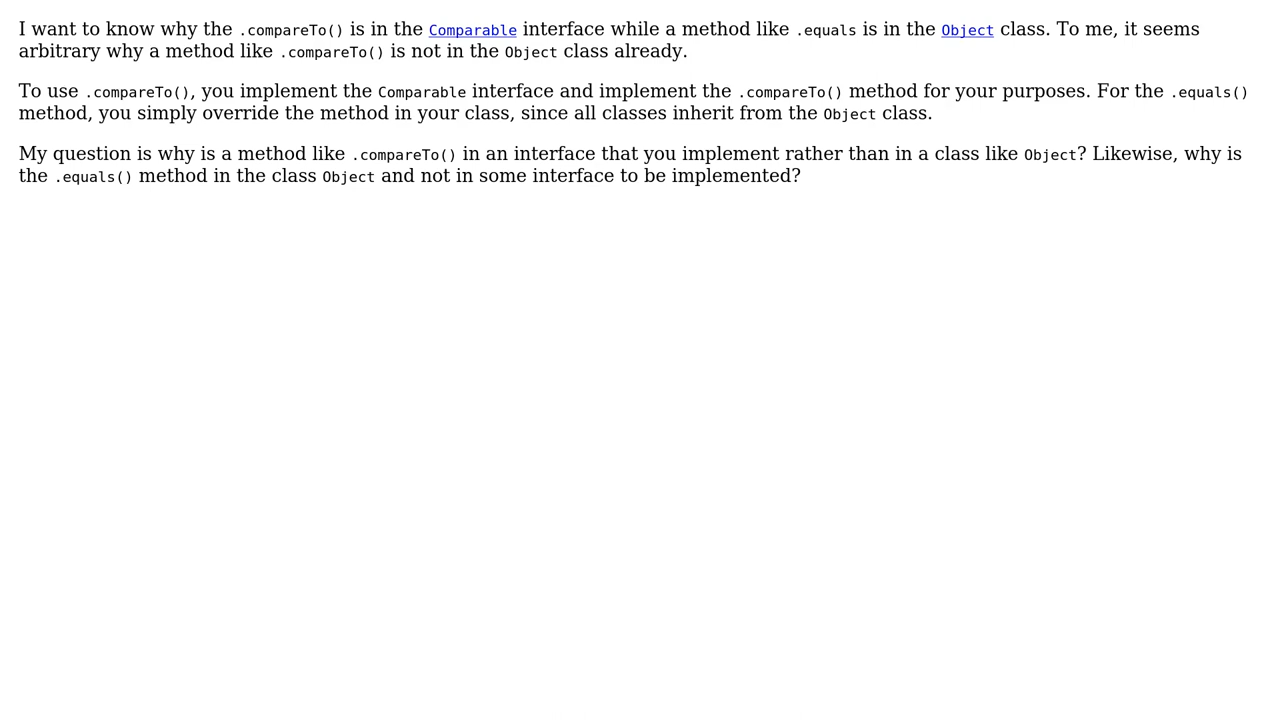 I want to know why the .compareTo() is in the Comparable interface while a method like .equals is in the Object class. To me, it seems
arbitrary why a method like .compareTo() is not in the Object class already.
To use .compareTo(), you implement the Comparable interface and implement the .compareTo() method for your purposes. For the .equals()
method, you simply override the method in your class, since all classes inherit from the Object class.
My question is why is a method like .compareTo() in an interface that you implement rather than in a class like Object? Likewise, why is
the .equals() method in the class Object and not in some interface to be implemented?